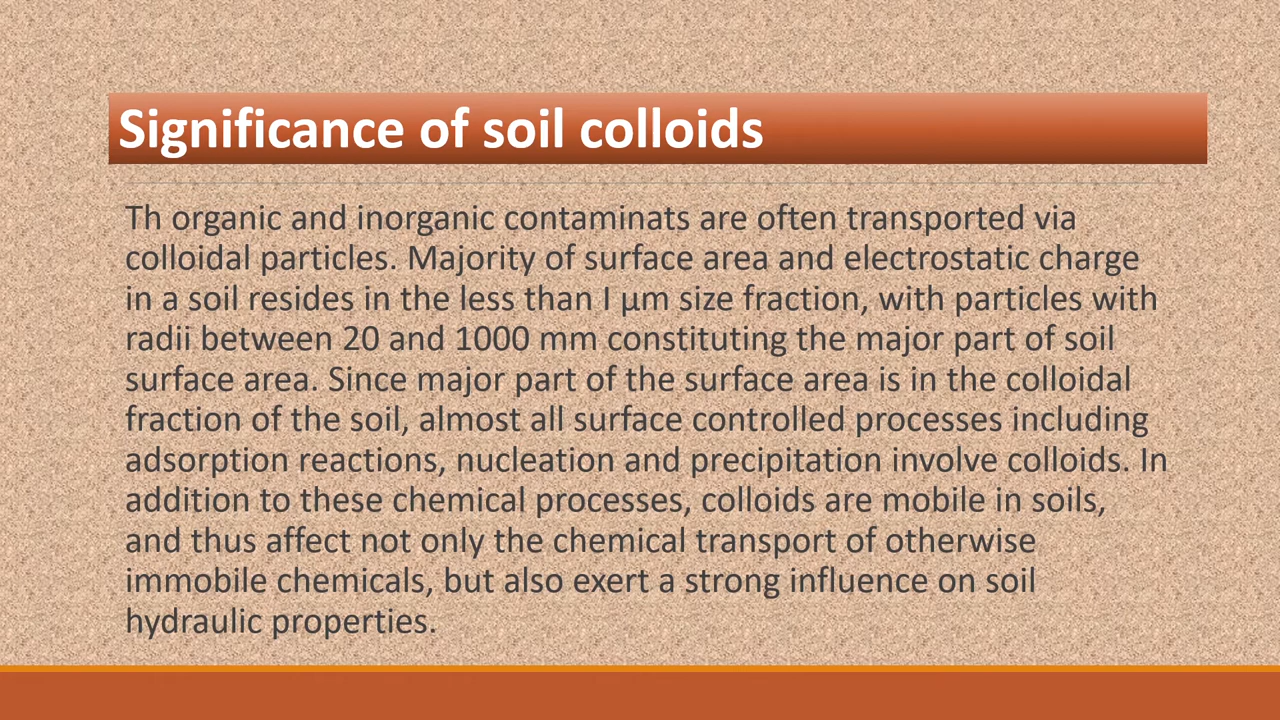 Significance of soil colloids
Th organic and inorganic contaminats are often transported via
colloidal particles. Majority of surface area and electrostatic charge
in a soil resides in the less than I µm size fraction, with particles with
radii between 20 and 1000 mm constituting the major part of soil
surface area. Since major part of the surface area is in the colloidal
fraction of the soil, almost all surface controlled processes including
adsorption reactions, nucleation and precipitation involve colloids. In
addition to these chemical processes, colloids are mobile in soils,
and thus affect not only the chemical transport of otherwise
immobile chemicals, but also exert a strong influence on soil
hydraulic properties.